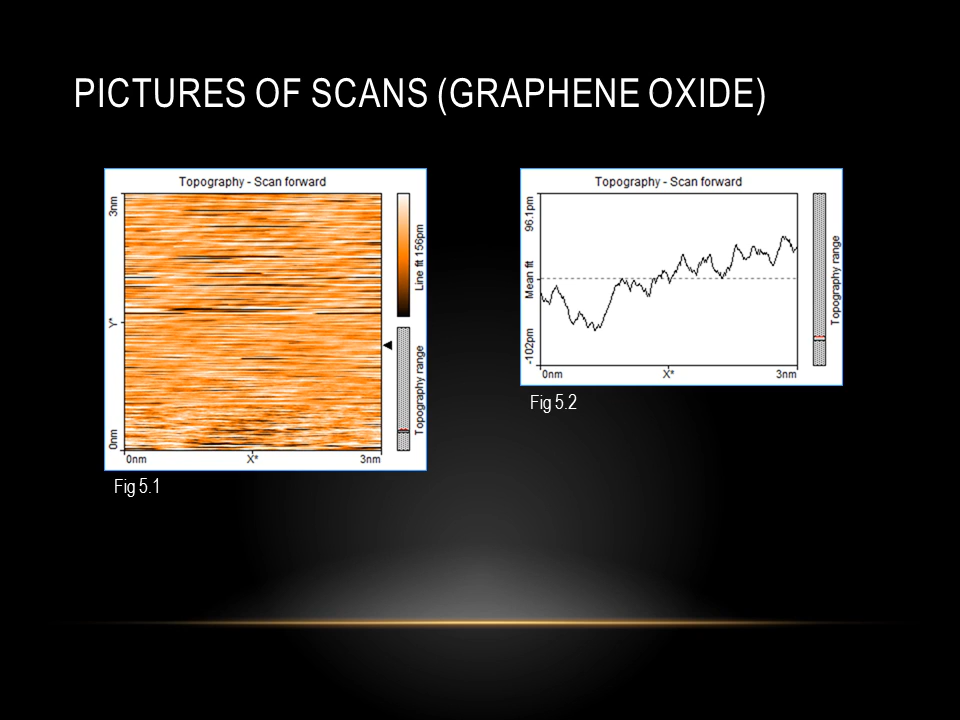 PICTURES OF SCANS (GRAPHENE OXIDE)
Topography - Scan forward
3nm
Y*
0nm
0nm X* 3nm
Line fit 156pm
Topography range
Fig 5.1
Topography - Scan forward
96.1pm
Mean fit
-102pm
0nm X* 3nm
Topography range
Fig 5.2